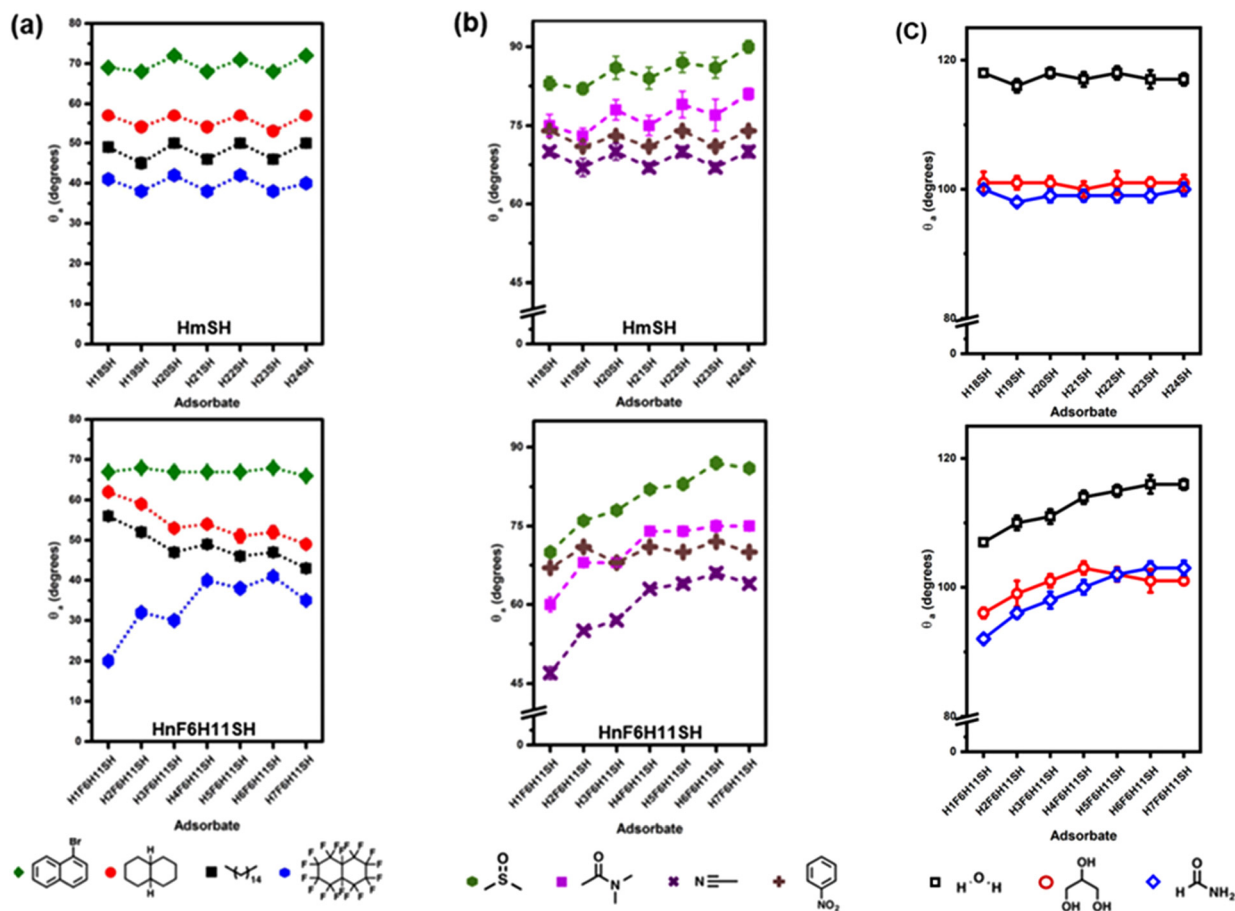 (a)
80
70
60
50
40
30
20
10
0
θa (degrees)
HmSH
H18SH
H19SH
H20SH
H21SH
H22SH
H23SH
H24SH
Adsorbate
80
70
60
50
40
30
20
10
0
θa (degrees)
HnF6H11SH
H1F6H11SH
H2F6H11SH
H3F6H11SH
H4F6H11SH
H5F6H11SH
H6F6H11SH
H7F6H11SH
Adsorbate
Br
H
H
14
F F F F F F
F F
F F
F F
F F F F F F
(b)
90
75
60
45
0
θa (degrees)
HmSH
H18SH
H19SH
H20SH
H21SH
H22SH
H23SH
H24SH
Adsorbate
90
75
60
45
0
θa (degrees)
HnF6H11SH
H1F6H11SH
H2F6H11SH
H3F6H11SH
H4F6H11SH
H5F6H11SH
H6F6H11SH
H7F6H11SH
Adsorbate
O
S
O
N
N
NO2
(C)
120
100
80
0
θa (degrees)
H18SH
H19SH
H20SH
H21SH
H22SH
H23SH
H24SH
Adsorbate
120
100
80
0
θa (degrees)
H1F6H11SH
H2F6H11SH
H3F6H11SH
H4F6H11SH
H5F6H11SH
H6F6H11SH
H7F6H11SH
Adsorbate
H O H
OH
OH OH
O
H NH2